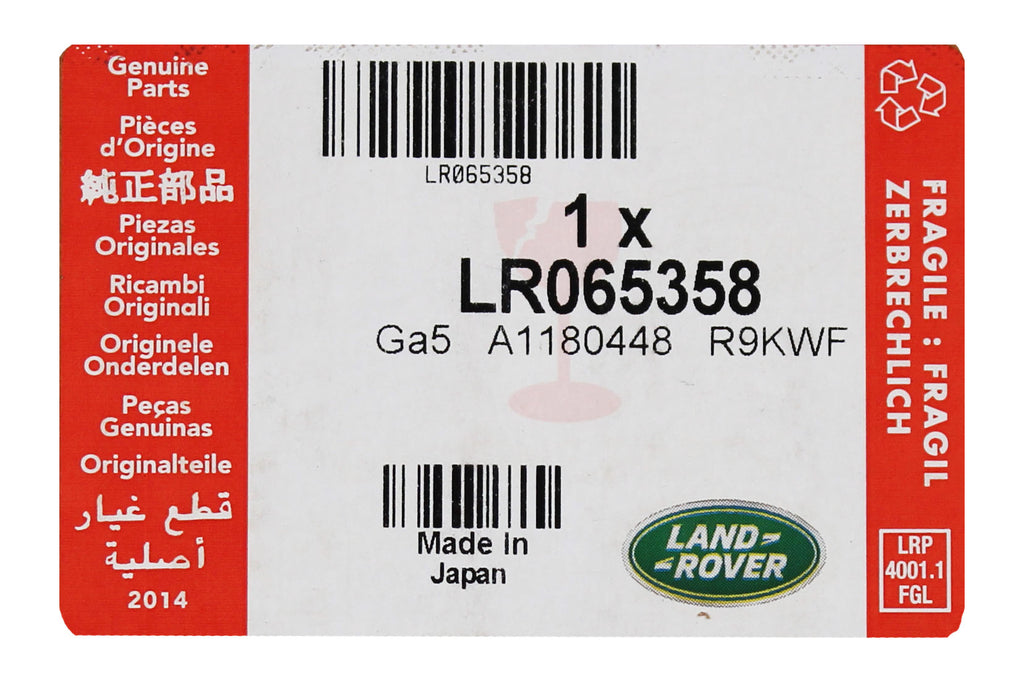 Genuine
Parts
Pièces
d'Origine
純正部品
Piezas
Originales
Ricambi
Originali
Originele
Onderdelen
Peças
Genuinas
Originalteile
قطع غيار
أصلية
2014
LR065358
1 x
LR065358
Ga5 A1180448 R9KWF
Made In
Japan
LAND-
-ROVER
FRAGILE : FRAGIL
ZERBRECHLICH
LRP
4001.1
FGL